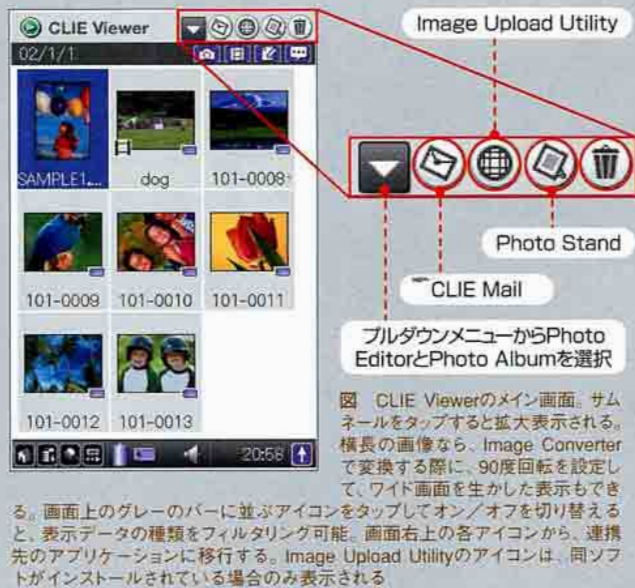 CLIE Viewer
Image Upload Utility
02/1/1
SAMPLE1...
dog
101-0008
101-0009
101-0010
101-0011
101-0012
101-0013
20:58
Photo Stand
CLIE Mail
プルダウンメニューからPhoto
EditorとPhoto Albumを選択
図　CLIE Viewerのメイン画面。サム
ネールをタップすると拡大表示される。
横長の画像なら、Image Converter
で変換する際に、90度回転を設定し
て、ワイド画面を生かした表示もでき
る。画面上のグレーのバーに並ぶアイコンをタップしてオン／オフを切り替える
と、表示データの種類をフィルタリング可能。画面右上の各アイコンから、連携
先のアプリケーションに移行する。Image Upload Utilityのアイコンは、同ソフ
トがインストールされている場合のみ表示される